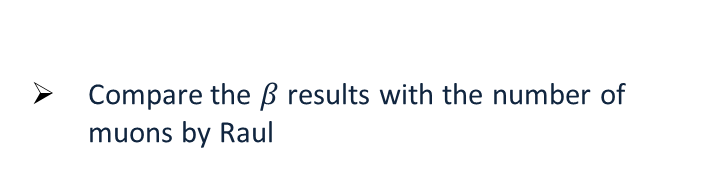 ➢ Compare the β results with the number of
muons by Raul